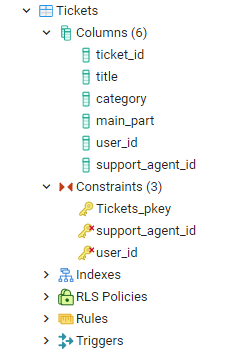 Tickets
Columns (6)
ticket_id
title
category
main_part
user_id
support_agent_id
Constraints (3)
Tickets_pkey
support_agent_id
user_id
Indexes
RLS Policies
Rules
Triggers